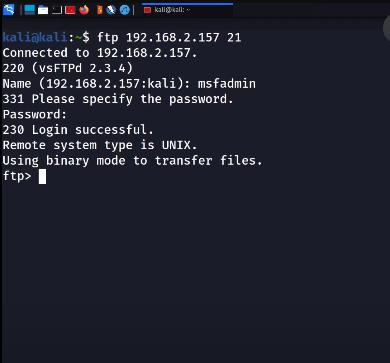 kali@kali: ~
kali@kali:~$ ftp 192.168.2.157 21
Connected to 192.168.2.157.
220 (vsFTPd 2.3.4)
Name (192.168.2.157:kali): msfadmin
331 Please specify the password.
Password:
230 Login successful.
Remote system type is UNIX.
Using binary mode to transfer files.
ftp>